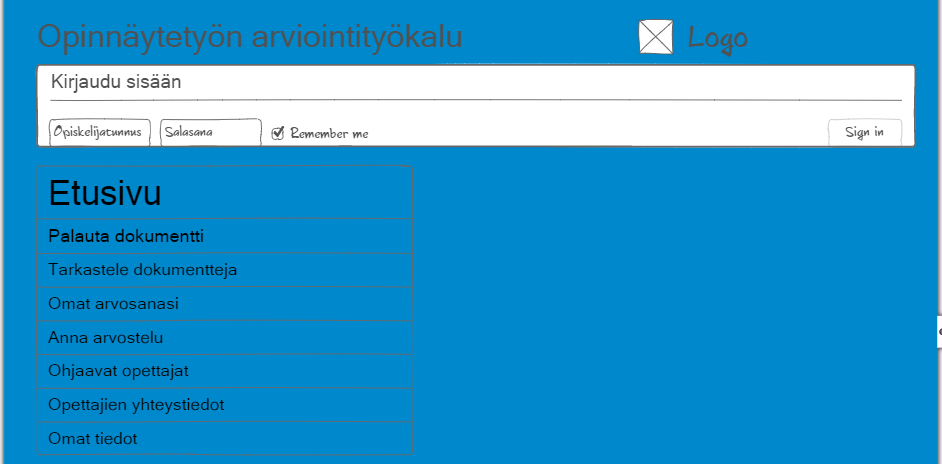 Opinnäytetyön arviointityökalu
Logo
Kirjaudu sisään
Opiskelijatunnus Salasana Remember me Sign in
Etusivu
Palauta dokumentti
Tarkastele dokumentteja
Omat arvosanasi
Anna arvostelu
Ohjaavat opettajat
Opettajien yhteystiedot
Omat tiedot